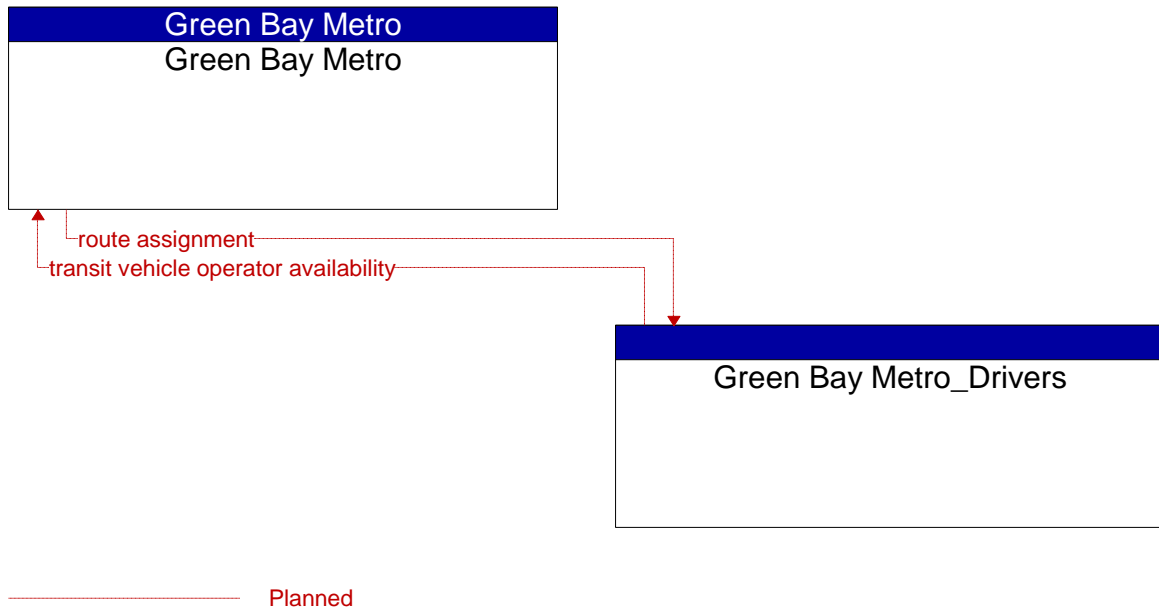 Green Bay Metro
Green Bay Metro
route assignment
transit vehicle operator availability
Green Bay Metro_Drivers
Planned